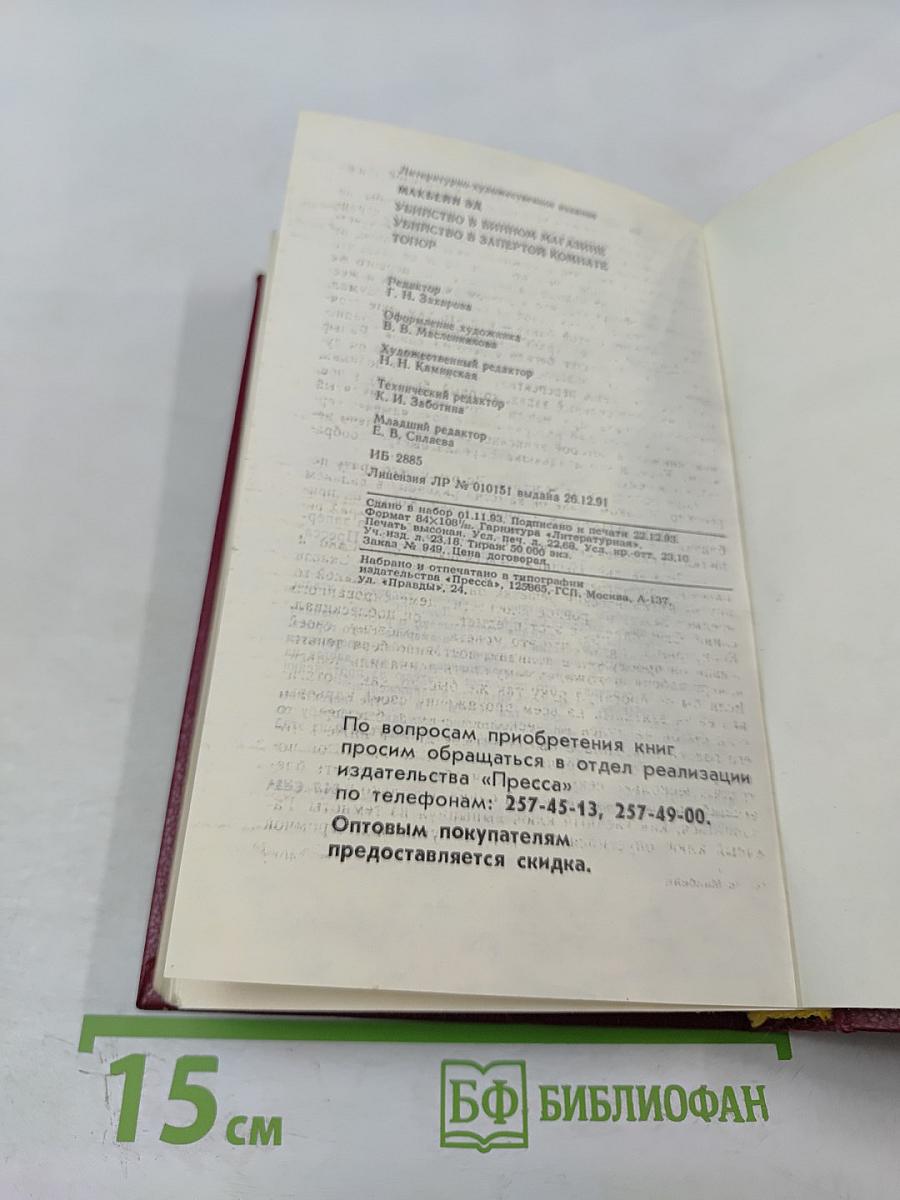 Литературно-художественное издание
МАКБЕЙН ЭД
УБИЙСТВО В ВИННОМ МАГАЗИНЕ
УБИЙСТВО В ЗАПЕРТОЙ КОМНАТЕ
ТОПОР
Редактор
Г. Н. Захарова
Оформление художника
В. В. Масленникова
Художественный редактор
Н. Н. Каминская
Технический редактор
К. И. Заботина
Младший редактор
Е. В. Силаева
ИБ 2885
Лицензия ЛР № 010151 выдана 26.12.91
Сдано в набор 01.11.93. Подписано к печати 22.12.93.
Формат 84×108¹/₃₂. Гарнитура «Литературная».
Печать высокая. Усл. печ. л. 22,68. Усл. кр.-отт. 23,10
Уч. изд. л. 23,18. Тираж 50 000 экз.
Заказ № 949. Цена договорая.
Набрано и отпечатано в типографии
издательства «Пресса», 125865, ГСП, Москва, А-137,
Ул. «Правды», 24.
По вопросам приобретения книг
просим обращаться в отдел реализации
издательства «Пресса»
по телефонам: 257-45-13, 257-49-00.
Оптовым покупателям
предоставляется скидка.
15 см
БФ БИБЛИОФАН